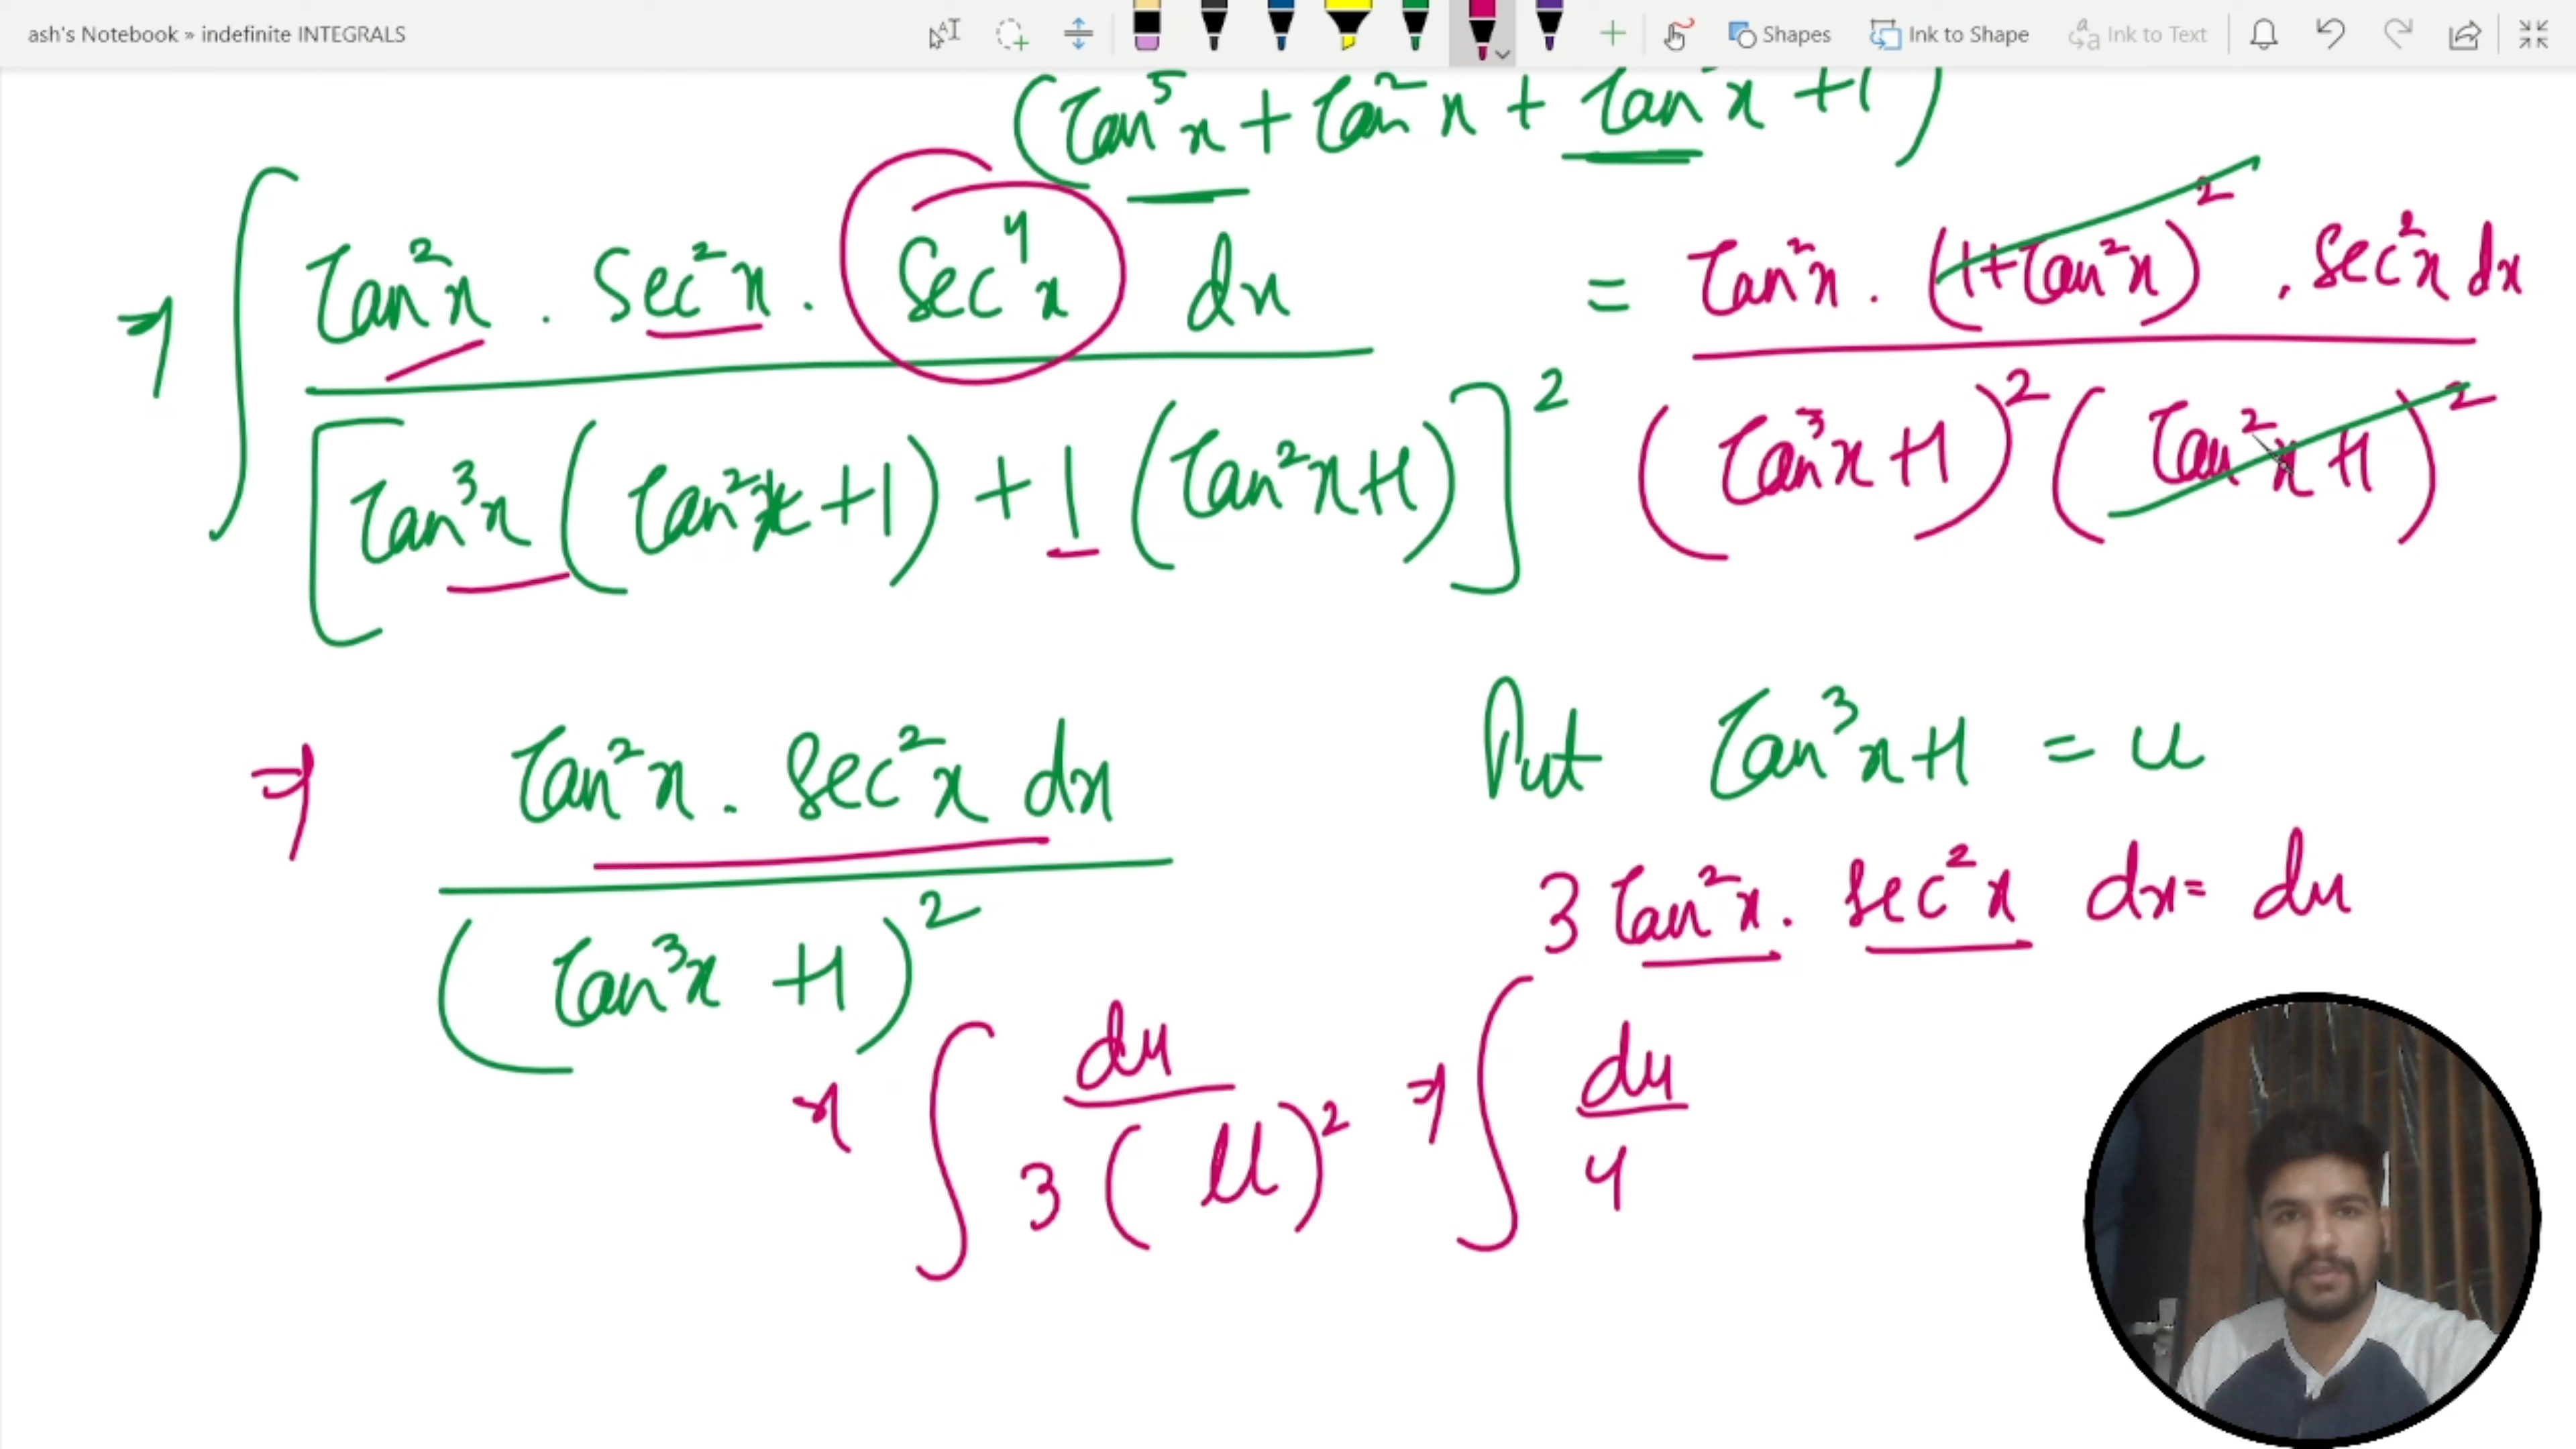 ash's Notebook » indefinite INTEGRALS
Shapes Ink to Shape Ink to Text
(tan⁵x + tan²x + tan³x + 1)
⇒ ∫ tan²x . sec²x . sec⁴x dx = tan²x . (1+tan²x)² . sec²x dx
[tan³x (tan²x+1) + 1 (tan²x+1)]² (tan³x+1)² (tan²x+1)²
⇒ tan²x . sec²x dx Put tan³x+1 = u
(tan³x +1)² 3 tan²x . sec²x dx = du
⇒ ∫ du ⇒ ∫ du
3 (u)² 4